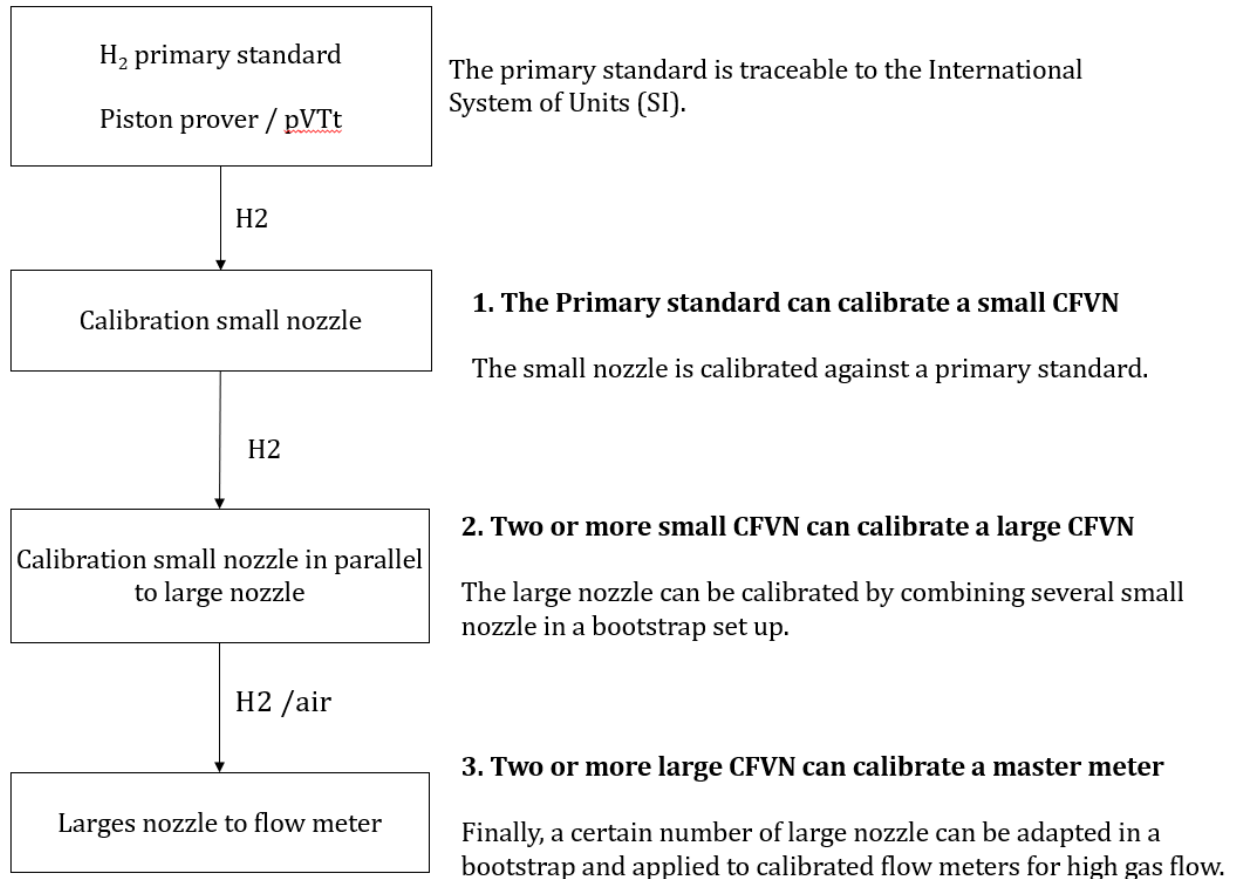 H₂ primary standard
Piston prover / pVTt
The primary standard is traceable to the International
System of Units (SI).
H2
Calibration small nozzle
1. The Primary standard can calibrate a small CFVN
The small nozzle is calibrated against a primary standard.
H2
Calibration small nozzle in parallel
to large nozzle
2. Two or more small CFVN can calibrate a large CFVN
The large nozzle can be calibrated by combining several small
nozzle in a bootstrap set up.
H2 /air
Larges nozzle to flow meter
3. Two or more large CFVN can calibrate a master meter
Finally, a certain number of large nozzle can be adapted in a
bootstrap and applied to calibrated flow meters for high gas flow.